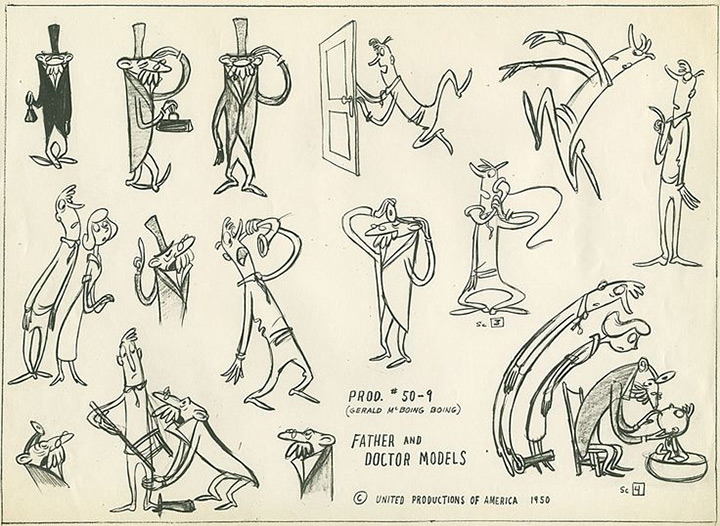 Sc 3
PROD. # 50-9
(GERALD McBOING BOING)
FATHER AND
DOCTOR MODELS
Sc 4
© UNITED PRODUCTIONS OF AMERICA 1950